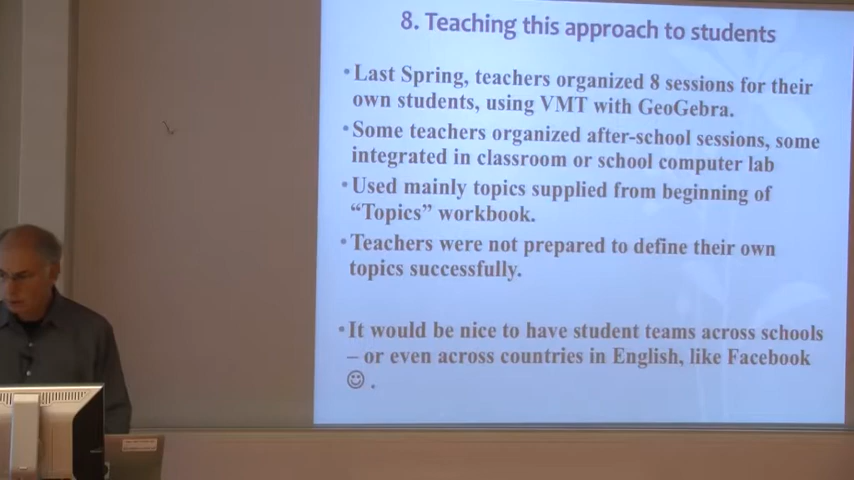 8. Teaching this approach to students
•Last Spring, teachers organized 8 sessions for their
own students, using VMT with GeoGebra.
•Some teachers organized after-school sessions, some
integrated in classroom or school computer lab
•Used mainly topics supplied from beginning of
“Topics” workbook.
•Teachers were not prepared to define their own
topics successfully.
•It would be nice to have student teams across schools
– or even across countries in English, like Facebook
☺ .